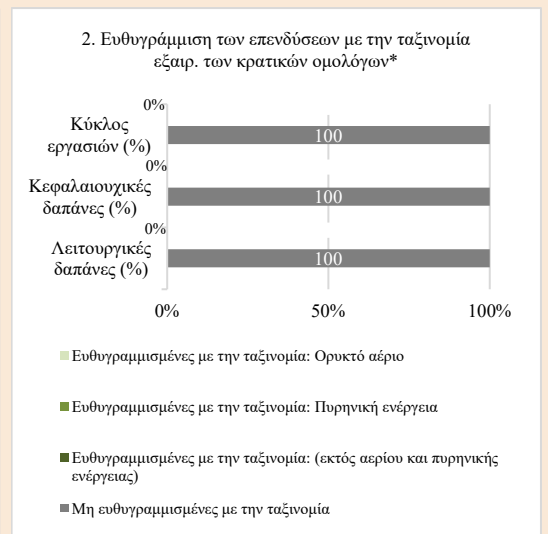 2. Ευθυγράμμιση των επενδύσεων με την ταξινομία
εξαιρ. των κρατικών ομολόγων*
0%
Κύκλος
εργασιών (%)
100
0%
Κεφαλαιουχικές
δαπάνες (%)
100
0%
Λειτουργικές
δαπάνες (%)
100
0% 50% 100%
Ευθυγραμμισμένες με την ταξινομία: Ορυκτό αέριο
Ευθυγραμμισμένες με την ταξινομία: Πυρηνική ενέργεια
Ευθυγραμμισμένες με την ταξινομία: (εκτός αερίου και πυρηνικής
ενέργειας)
Μη ευθυγραμμισμένες με την ταξινομία